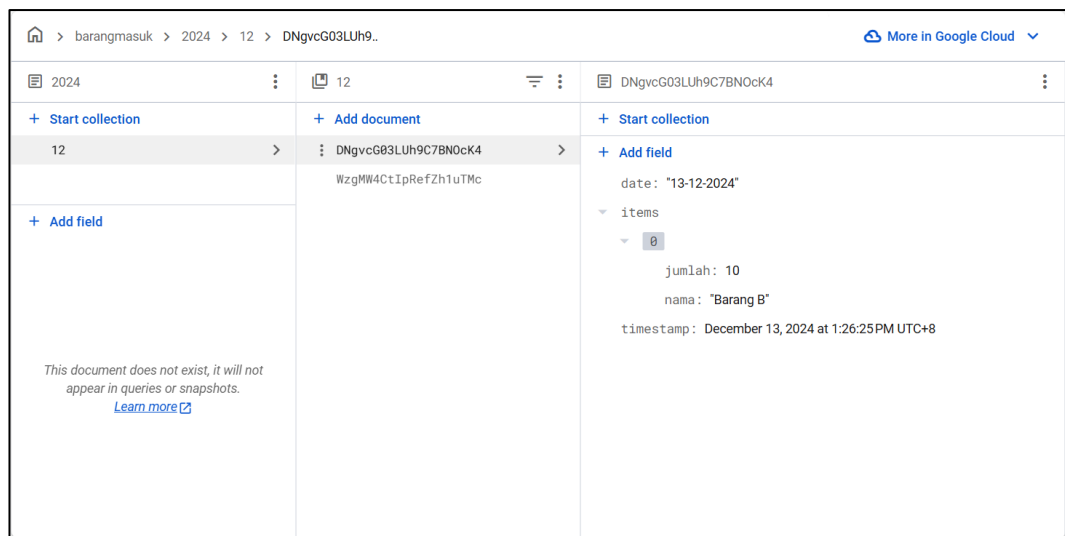 barangmasuk > 2024 > 12 > DNgvcG03LUh9..
More in Google Cloud
2024
+ Start collection
12
+ Add field
This document does not exist, it will not
appear in queries or snapshots.
Learn more
12
+ Add document
DNgvcG03LUh9C7BNOcK4
WzgMW4CtIpRefZh1uTMc
DNgvcG03LUh9C7BNOcK4
+ Start collection
+ Add field
date: "13-12-2024"
items
0
jumlah: 10
nama: "Barang B"
timestamp: December 13, 2024 at 1:26:25 PM UTC+8